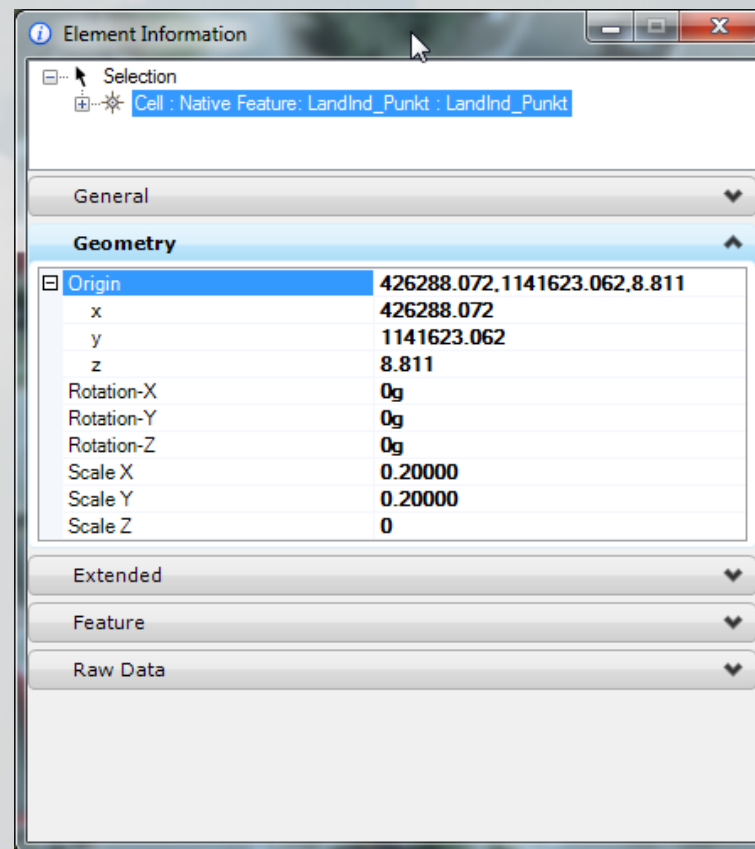 Element Information
Selection
Cell : Native Feature: LandInd_Punkt : LandInd_Punkt
General
Geometry
Origin 426288.072,1141623.062,8.811
x 426288.072
y 1141623.062
z 8.811
Rotation-X 0g
Rotation-Y 0g
Rotation-Z 0g
Scale X 0.20000
Scale Y 0.20000
Scale Z 0
Extended
Feature
Raw Data